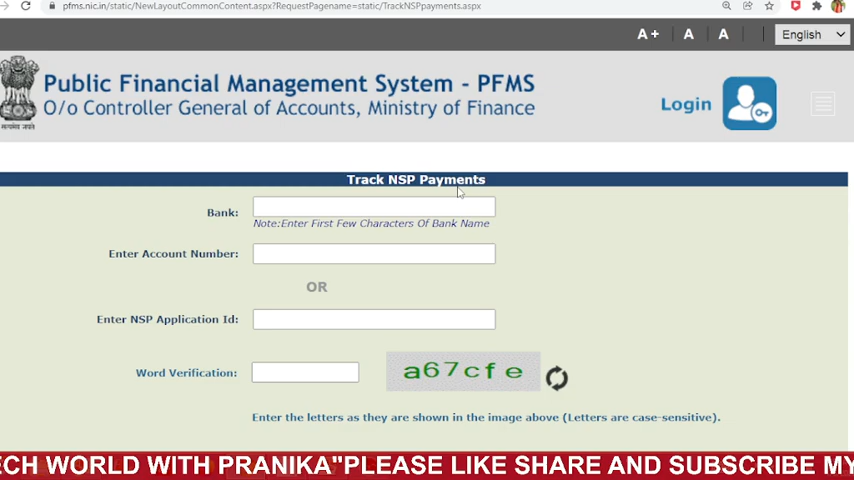 pfms.nic.in/static/NewLayoutCommonContent.aspx?RequestPagename=static/TrackNSPpayments.aspx
A+ A A English
Public Financial Management System - PFMS
O/o Controller General of Accounts, Ministry of Finance
Login
Track NSP Payments
Bank:
Note:Enter First Few Characters Of Bank Name
Enter Account Number:
OR
Enter NSP Application Id:
Word Verification: a67cfe
Enter the letters as they are shown in the image above (Letters are case-sensitive).
ECH WORLD WITH PRANIKA"PLEASE LIKE SHARE AND SUBSCRIBE MY